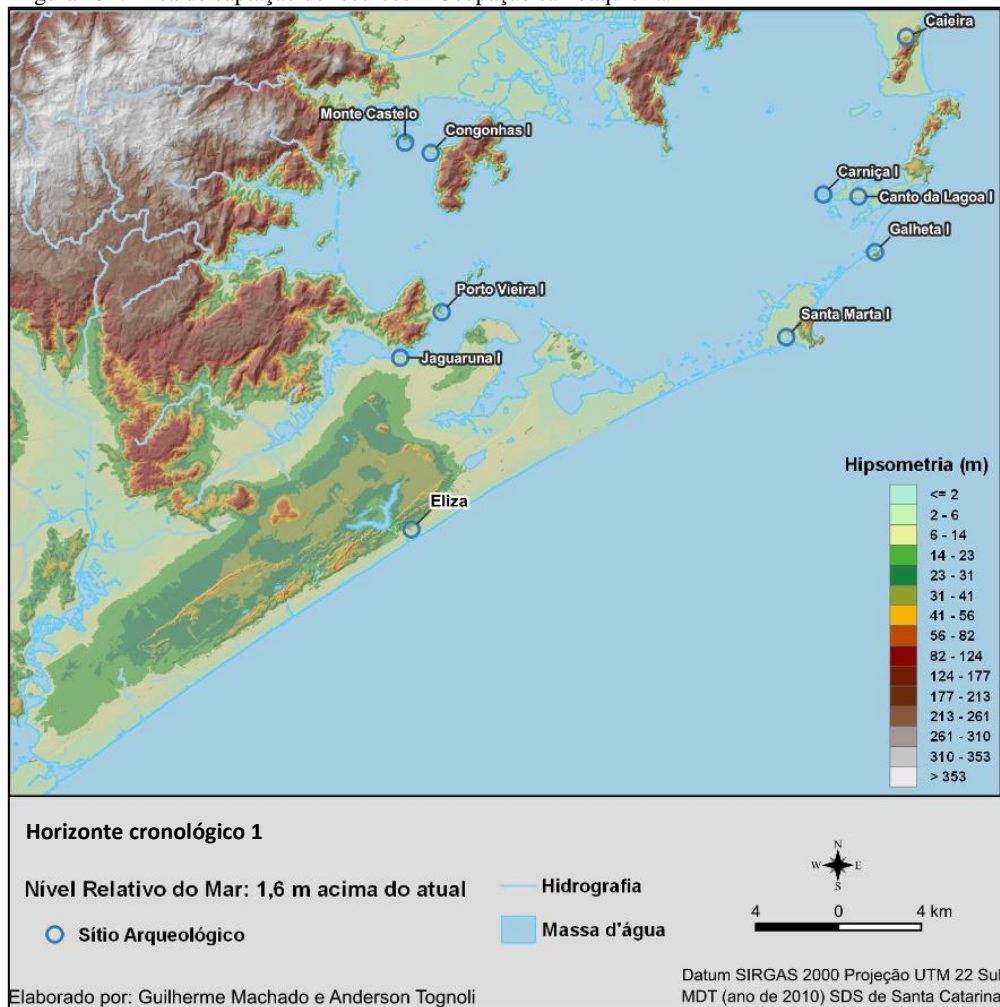 Caieira
Monte Castelo
Congonhas I
Carniça I
Canto da Lagoa I
Galheta I
Porto Vieira I
Santa Marta I
Jaguaruna I
Eliza
Hipsometria (m)
<= 2
2 - 6
6 - 14
14 - 23
23 - 31
31 - 41
41 - 56
56 - 82
82 - 124
124 - 177
177 - 213
213 - 261
261 - 310
310 - 353
> 353
Horizonte cronológico 1
Nível Relativo do Mar: 1,6 m acima do atual
Sítio Arqueológico
Hidrografia
Massa d'água
N
W E
S
4 0 4 km
Elaborado por: Guilherme Machado e Anderson Tognoli
Datum SIRGAS 2000 Projeção UTM 22 Sul
MDT (ano de 2010) SDS de Santa Catarina